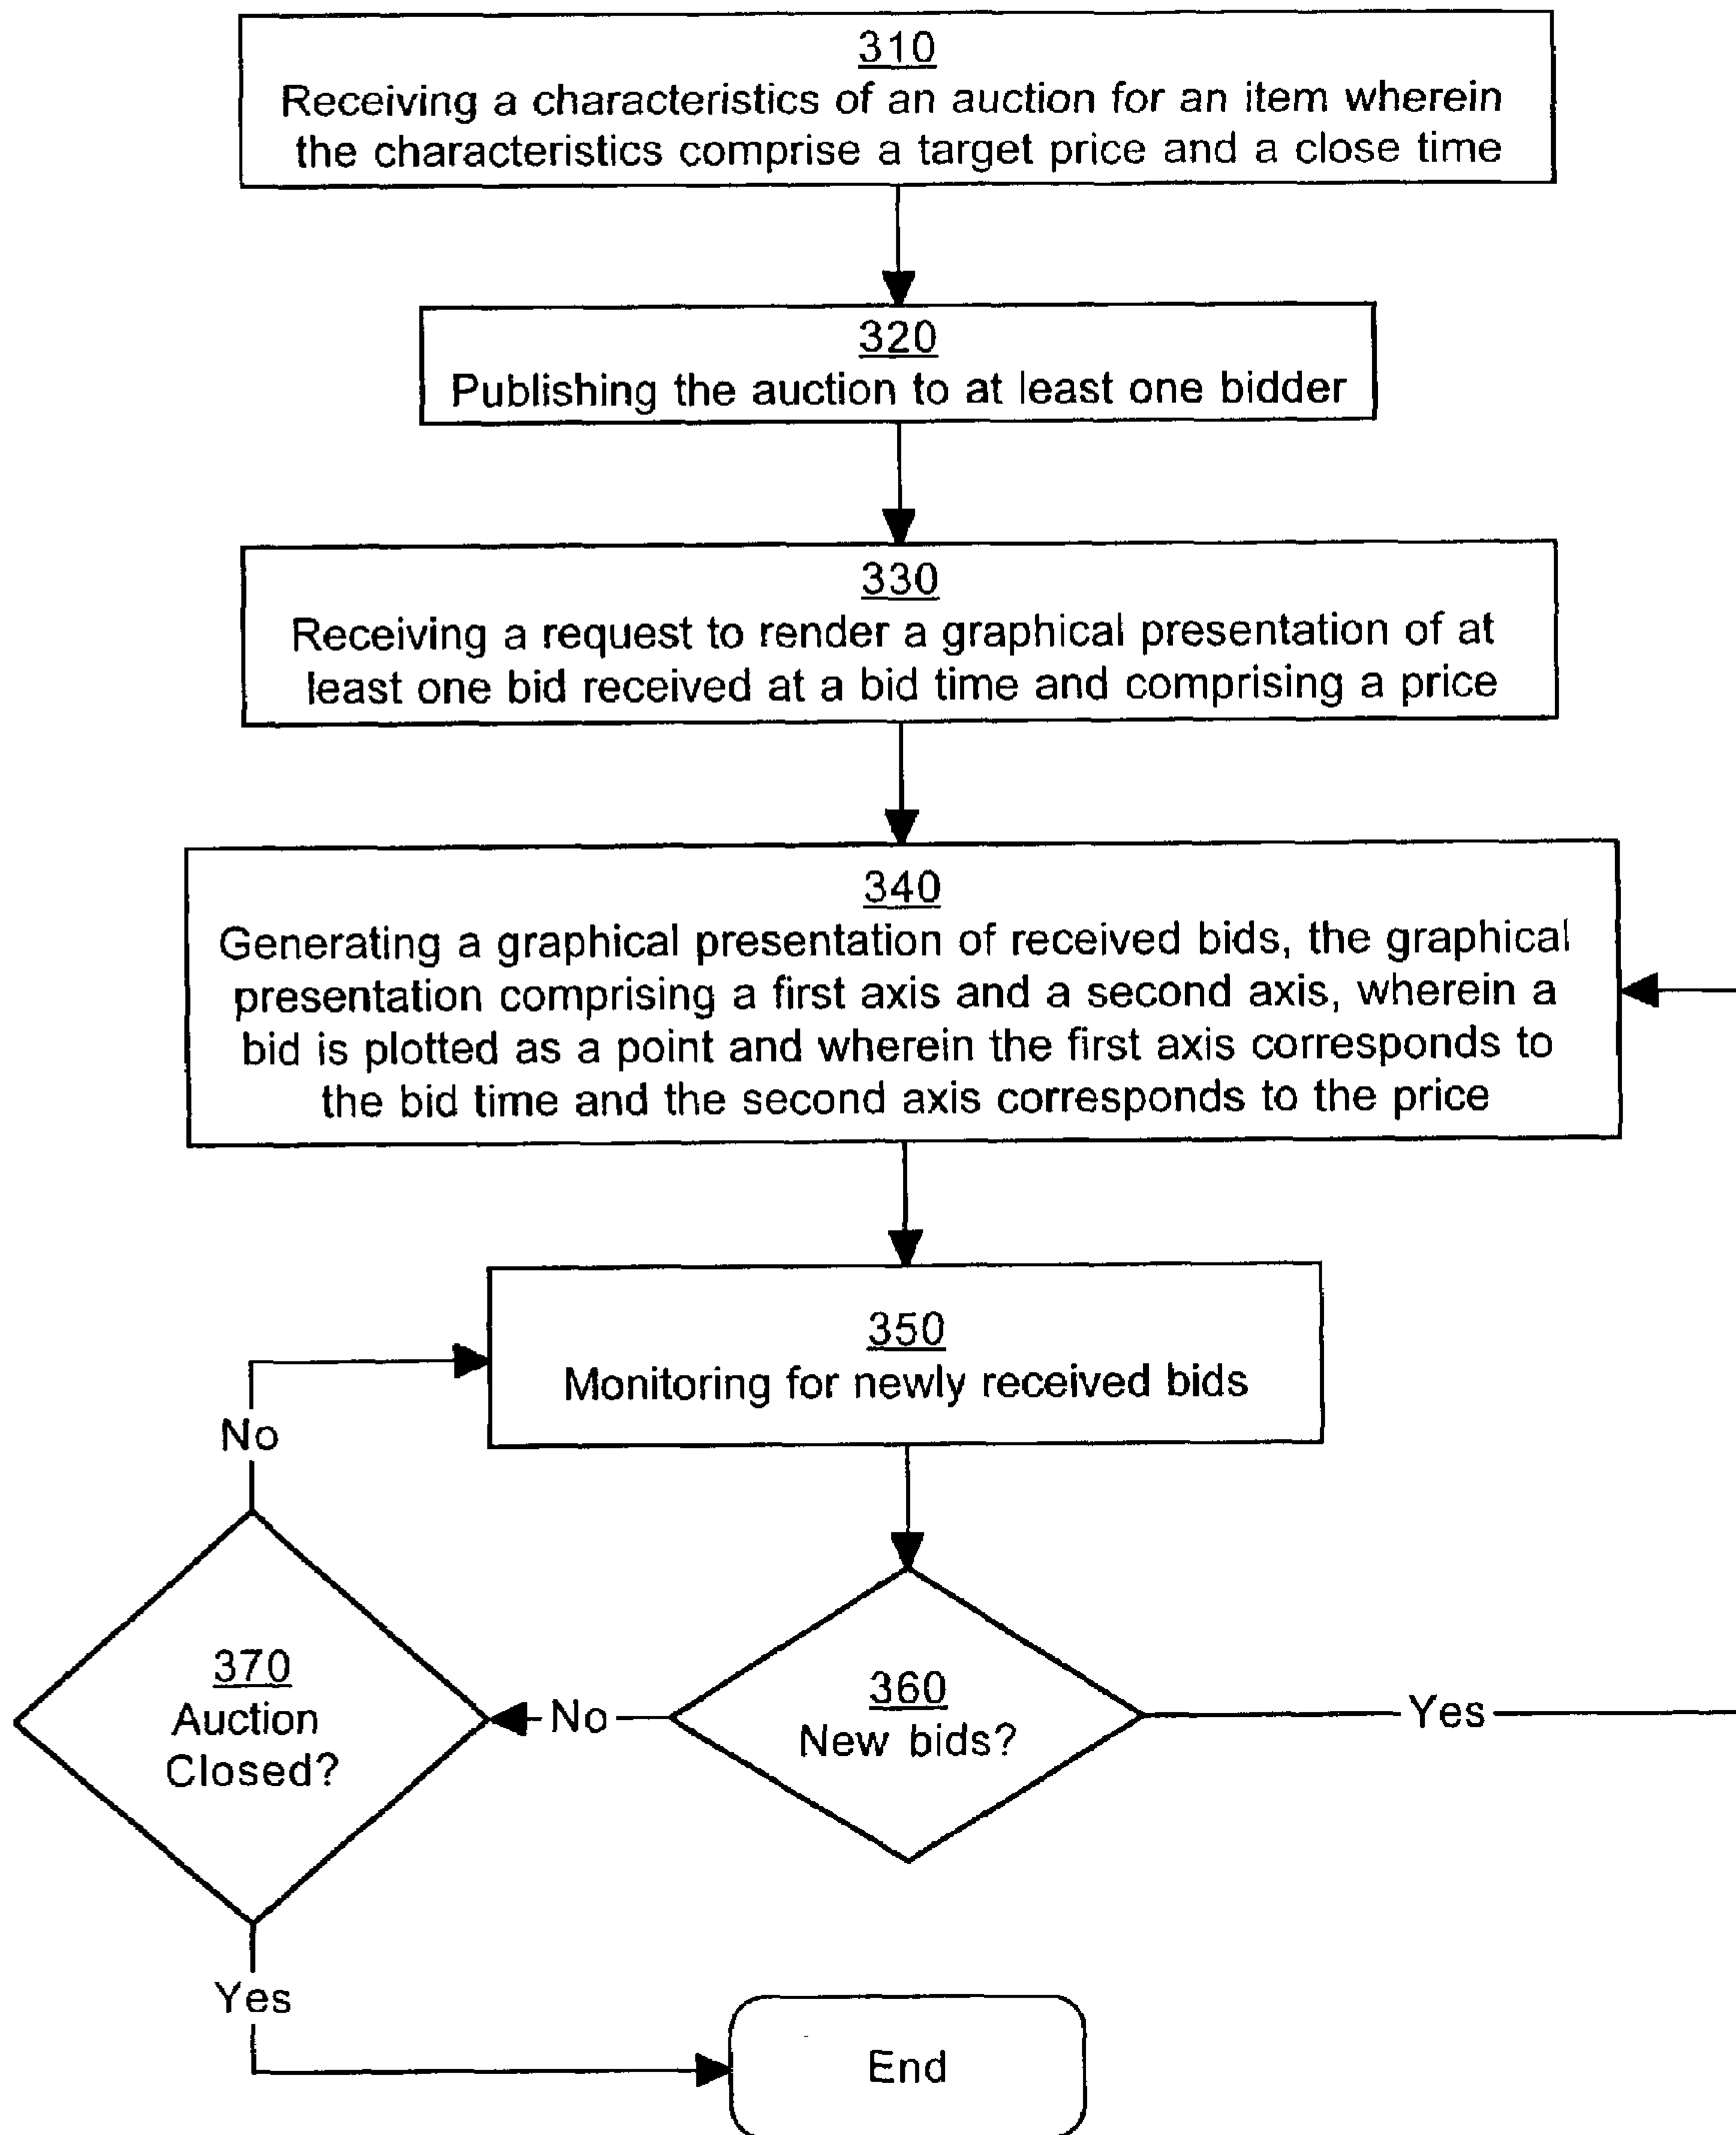 310
Receiving a characteristics of an auction for an item wherein
the characteristics comprise a target price and a close time
320
Publishing the auction to at least one bidder
330
Receiving a request to render a graphical presentation of at
least one bid received at a bid time and comprising a price
340
Generating a graphical presentation of received bids, the graphical
presentation comprising a first axis and a second axis, wherein a
bid is plotted as a point and wherein the first axis corresponds to
the bid time and the second axis corresponds to the price
350
Monitoring for newly received bids
No
370
Auction
Closed?
No
360
New bids?
Yes
Yes
End